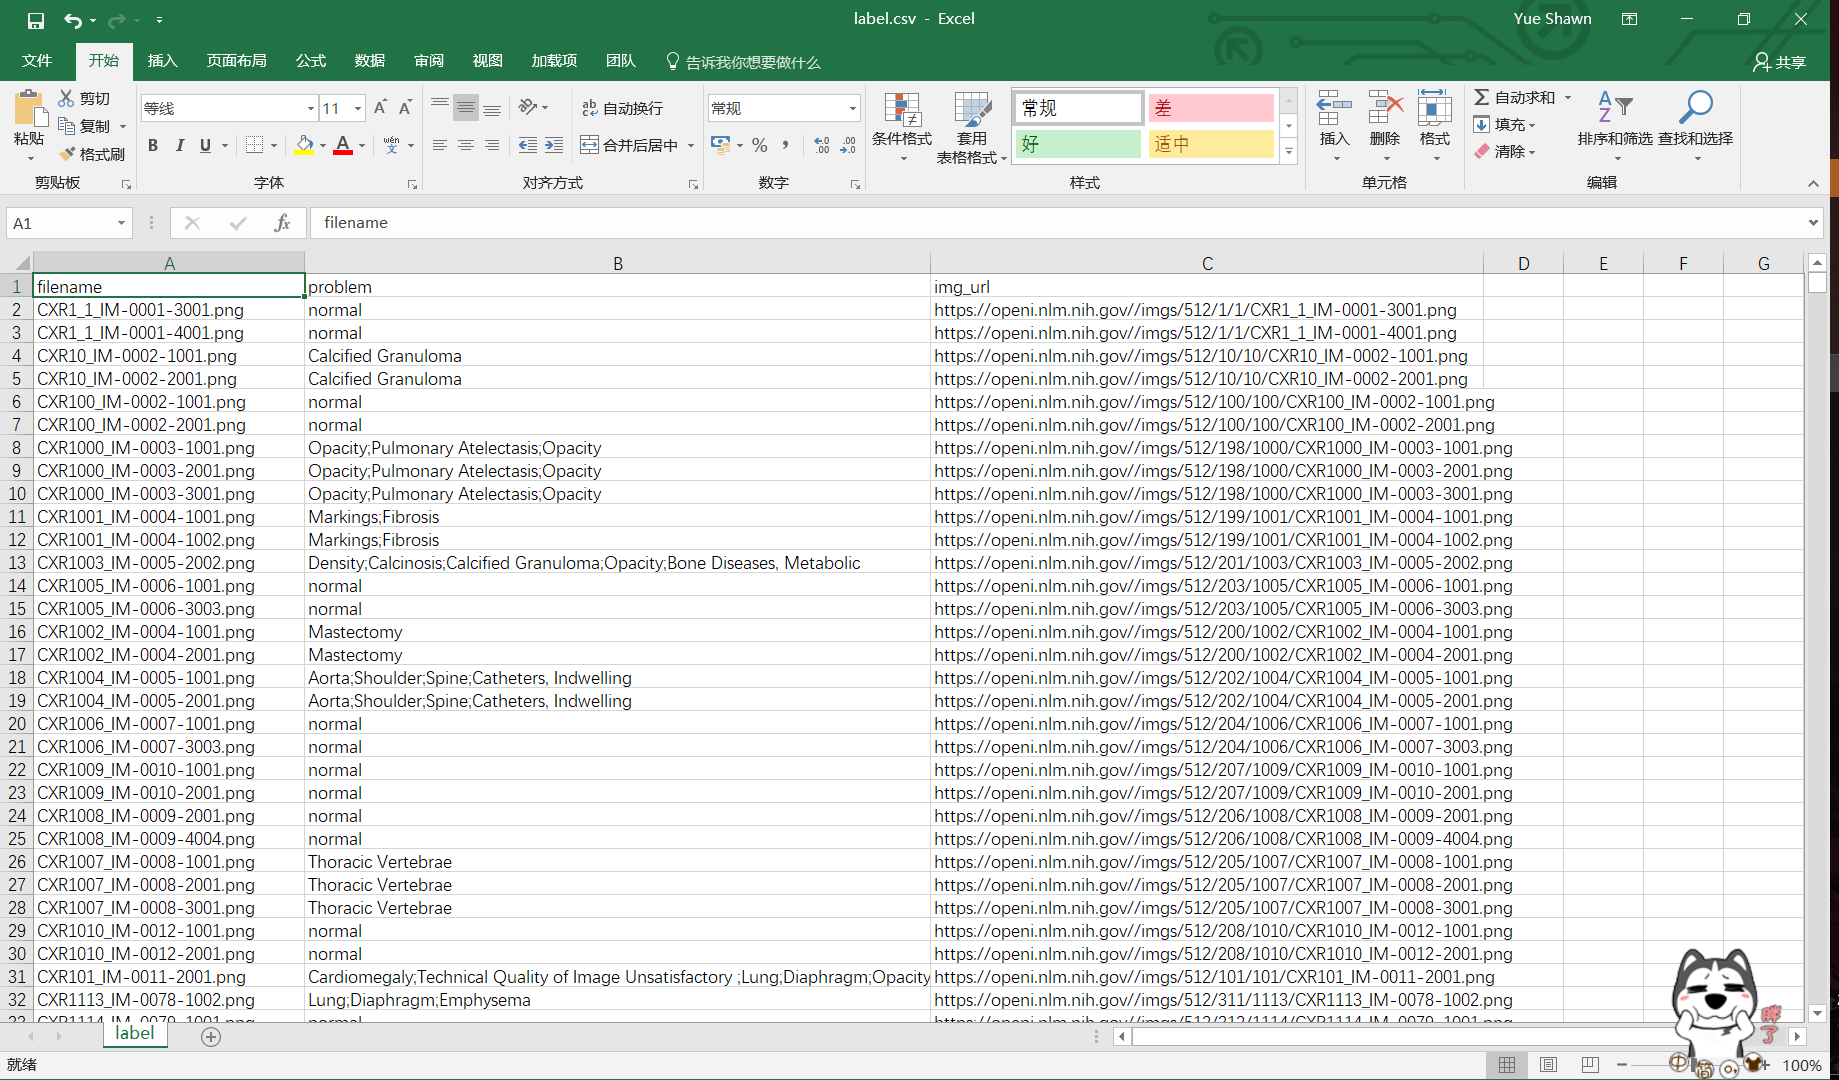 label.csv - Excel
Yue Shawn
文件 开始 插入 页面布局 公式 数据 审阅 视图 加载项 团队 告诉我你想要做什么 共享
粘贴
剪切
复制
格式刷
剪贴板
等线 11
B I U A wén 文
字体
ab 自动换行
合并后居中
对齐方式
常规
% ,
数字
条件格式
套用
表格格式
常规 差
好 适中
样式
插入 删除 格式
单元格
自动求和
填充
清除
排序和筛选
查找和选择
编辑
A1 fx filename
A B C D E F G
1 filename problem img_url
2 CXR1_1_IM-0001-3001.png normal https://openi.nlm.nih.gov//imgs/512/1/1/CXR1_1_IM-0001-3001.png
3 CXR1_1_IM-0001-4001.png normal https://openi.nlm.nih.gov//imgs/512/1/1/CXR1_1_IM-0001-4001.png
4 CXR10_IM-0002-1001.png Calcified Granuloma https://openi.nlm.nih.gov//imgs/512/10/10/CXR10_IM-0002-1001.png
5 CXR10_IM-0002-2001.png Calcified Granuloma https://openi.nlm.nih.gov//imgs/512/10/10/CXR10_IM-0002-2001.png
6 CXR100_IM-0002-1001.png normal https://openi.nlm.nih.gov//imgs/512/100/100/CXR100_IM-0002-1001.png
7 CXR100_IM-0002-2001.png normal https://openi.nlm.nih.gov//imgs/512/100/100/CXR100_IM-0002-2001.png
8 CXR1000_IM-0003-1001.png Opacity;Pulmonary Atelectasis;Opacity https://openi.nlm.nih.gov//imgs/512/198/1000/CXR1000_IM-0003-1001.png
9 CXR1000_IM-0003-2001.png Opacity;Pulmonary Atelectasis;Opacity https://openi.nlm.nih.gov//imgs/512/198/1000/CXR1000_IM-0003-2001.png
10 CXR1000_IM-0003-3001.png Opacity;Pulmonary Atelectasis;Opacity https://openi.nlm.nih.gov//imgs/512/198/1000/CXR1000_IM-0003-3001.png
11 CXR1001_IM-0004-1001.png Markings;Fibrosis https://openi.nlm.nih.gov//imgs/512/199/1001/CXR1001_IM-0004-1001.png
12 CXR1001_IM-0004-1002.png Markings;Fibrosis https://openi.nlm.nih.gov//imgs/512/199/1001/CXR1001_IM-0004-1002.png
13 CXR1003_IM-0005-2002.png Density;Calcinosis;Calcified Granuloma;Opacity;Bone Diseases, Metabolic https://openi.nlm.nih.gov//imgs/512/201/1003/CXR1003_IM-0005-2002.png
14 CXR1005_IM-0006-1001.png normal https://openi.nlm.nih.gov//imgs/512/203/1005/CXR1005_IM-0006-1001.png
15 CXR1005_IM-0006-3003.png normal https://openi.nlm.nih.gov//imgs/512/203/1005/CXR1005_IM-0006-3003.png
16 CXR1002_IM-0004-1001.png Mastectomy https://openi.nlm.nih.gov//imgs/512/200/1002/CXR1002_IM-0004-1001.png
17 CXR1002_IM-0004-2001.png Mastectomy https://openi.nlm.nih.gov//imgs/512/200/1002/CXR1002_IM-0004-2001.png
18 CXR1004_IM-0005-1001.png Aorta;Shoulder;Spine;Catheters, Indwelling https://openi.nlm.nih.gov//imgs/512/202/1004/CXR1004_IM-0005-1001.png
19 CXR1004_IM-0005-2001.png Aorta;Shoulder;Spine;Catheters, Indwelling https://openi.nlm.nih.gov//imgs/512/202/1004/CXR1004_IM-0005-2001.png
20 CXR1006_IM-0007-1001.png normal https://openi.nlm.nih.gov//imgs/512/204/1006/CXR1006_IM-0007-1001.png
21 CXR1006_IM-0007-3003.png normal https://openi.nlm.nih.gov//imgs/512/204/1006/CXR1006_IM-0007-3003.png
22 CXR1009_IM-0010-1001.png normal https://openi.nlm.nih.gov//imgs/512/207/1009/CXR1009_IM-0010-1001.png
23 CXR1009_IM-0010-2001.png normal https://openi.nlm.nih.gov//imgs/512/207/1009/CXR1009_IM-0010-2001.png
24 CXR1008_IM-0009-2001.png normal https://openi.nlm.nih.gov//imgs/512/206/1008/CXR1008_IM-0009-2001.png
25 CXR1008_IM-0009-4004.png normal https://openi.nlm.nih.gov//imgs/512/206/1008/CXR1008_IM-0009-4004.png
26 CXR1007_IM-0008-1001.png Thoracic Vertebrae https://openi.nlm.nih.gov//imgs/512/205/1007/CXR1007_IM-0008-1001.png
27 CXR1007_IM-0008-2001.png Thoracic Vertebrae https://openi.nlm.nih.gov//imgs/512/205/1007/CXR1007_IM-0008-2001.png
28 CXR1007_IM-0008-3001.png Thoracic Vertebrae https://openi.nlm.nih.gov//imgs/512/205/1007/CXR1007_IM-0008-3001.png
29 CXR1010_IM-0012-1001.png normal https://openi.nlm.nih.gov//imgs/512/208/1010/CXR1010_IM-0012-1001.png
30 CXR1010_IM-0012-2001.png normal https://openi.nlm.nih.gov//imgs/512/208/1010/CXR1010_IM-0012-2001.png
31 CXR101_IM-0011-2001.png Cardiomegaly;Technical Quality of Image Unsatisfactory ;Lung;Diaphragm;Opacity https://openi.nlm.nih.gov//imgs/512/101/101/CXR101_IM-0011-2001.png
32 CXR1113_IM-0078-1002.png Lung;Diaphragm;Emphysema https://openi.nlm.nih.gov//imgs/512/311/1113/CXR1113_IM-0078-1002.png
33 CXR1114_IM-0079-1001.png normal https://openi.nlm.nih.gov//imgs/512/312/1114/CXR1114_IM-0079-1001.png
label
胖了
就绪
中 简
100%